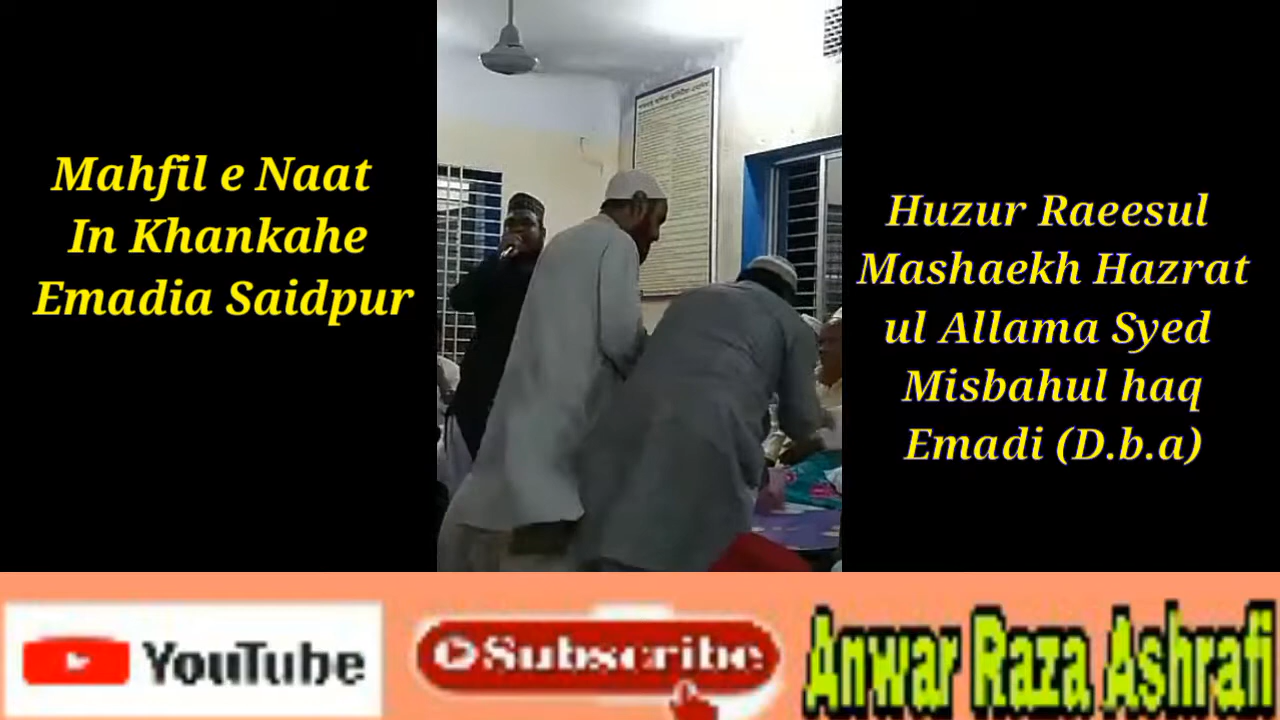 Mahfil e Naat
In Khankahe
Emadia Saidpur
Huzur Raeesul
Mashaekh Hazrat
ul Allama Syed
Misbahul haq
Emadi (D.b.a)
YouTube
Subscribe
Anwar Raza Ashrafi